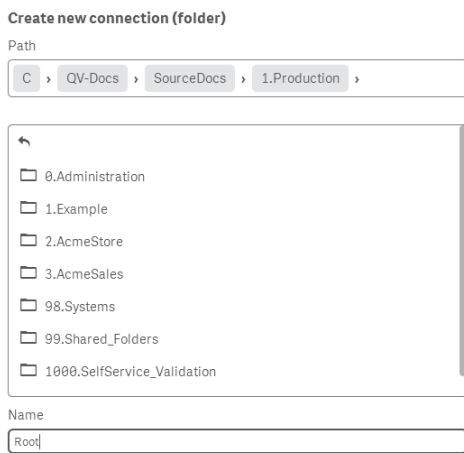 Create new connection (folder)
Path
C › QV-Docs › SourceDocs › 1.Production ›
0.Administration
1.Example
2.AcmeStore
3.AcmeSales
98.Systems
99.Shared_Folders
1000.SelfService_Validation
Name
Root